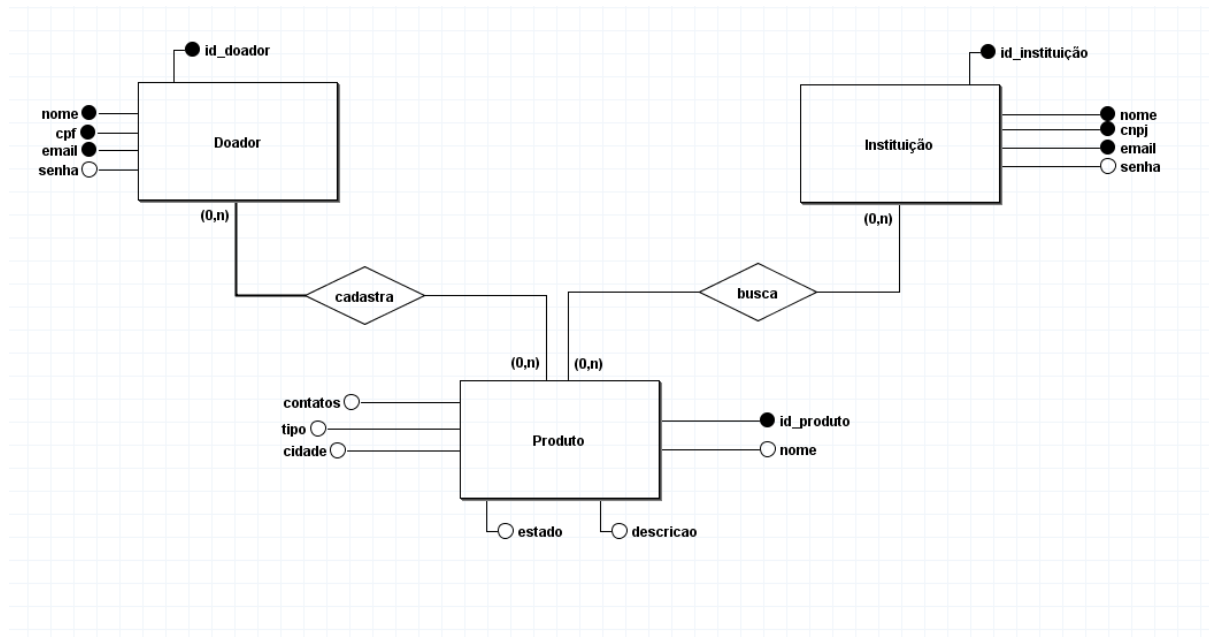 id_doador
id_instituição
nome
cpf
email
senha
Doador
Instituição
nome
cnpj
email
senha
(0,n)
(0,n)
cadastra
busca
(0,n)
(0,n)
contatos
tipo
cidade
Produto
id_produto
nome
estado
descricao